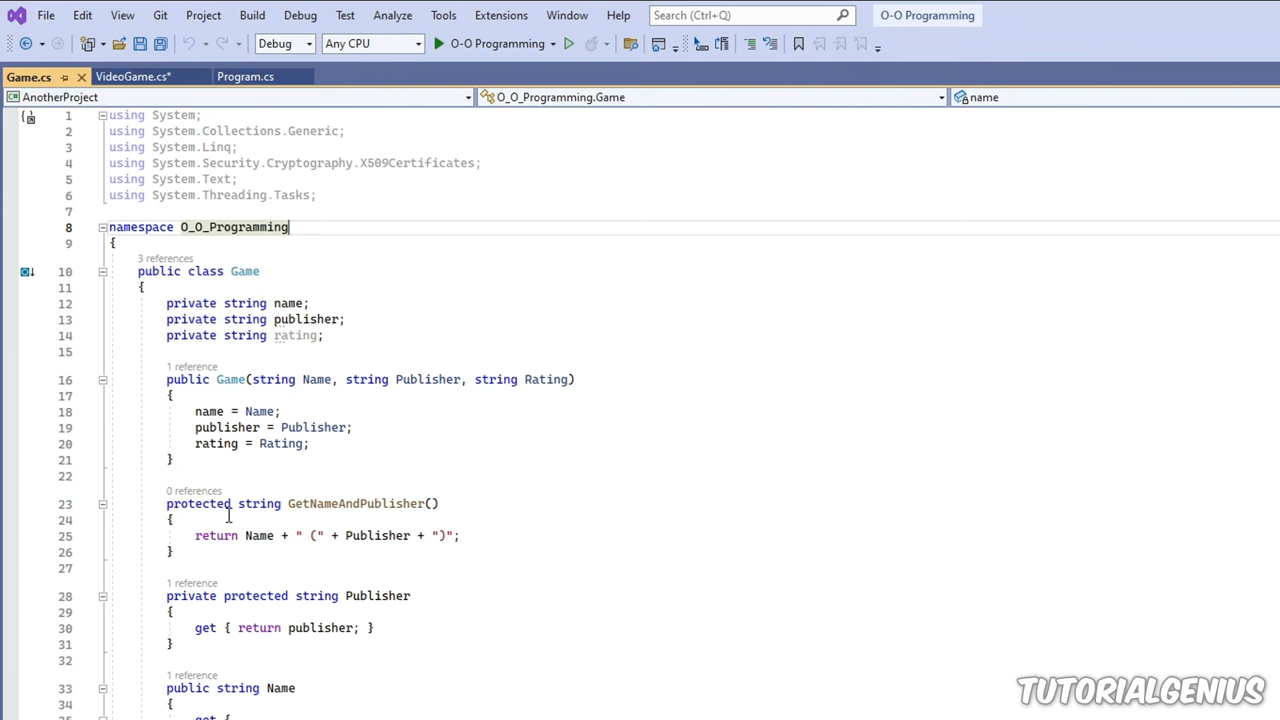 File Edit View Git Project Build Debug Test Analyze Tools Extensions Window Help Search (Ctrl+Q) O-O Programming
Debug Any CPU O-O Programming
Game.cs VideoGame.cs* Program.cs
AnotherProject O_O_Programming.Game name
1 using System;
2 using System.Collections.Generic;
3 using System.Linq;
4 using System.Security.Cryptography.X509Certificates;
5 using System.Text;
6 using System.Threading.Tasks;
7
8 namespace O_O_Programming
9 {
3 references
10 public class Game
11 {
12 private string name;
13 private string publisher;
14 private string rating;
15
1 reference
16 public Game(string Name, string Publisher, string Rating)
17 {
18 name = Name;
19 publisher = Publisher;
20 rating = Rating;
21 }
22
0 references
23 protected string GetNameAndPublisher()
24 {
25 return Name + " (" + Publisher + ")";
26 }
27
1 reference
28 private protected string Publisher
29 {
30 get { return publisher; }
31 }
32
1 reference
33 public string Name
34 {
35 get {
TUTORIALGENIUS